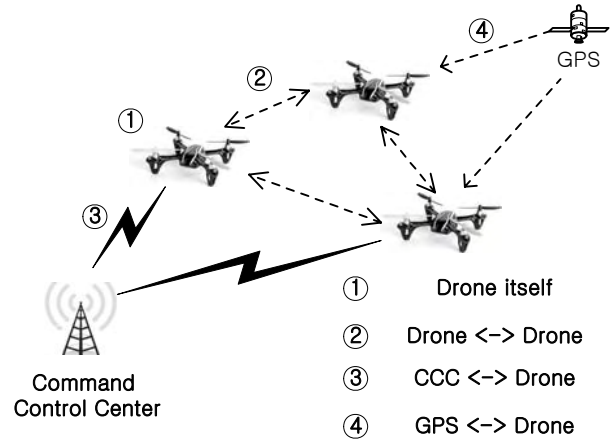 ④
GPS
②
①
③
Command
Control Center
① Drone itself
② Drone <-> Drone
③ CCC <-> Drone
④ GPS <-> Drone